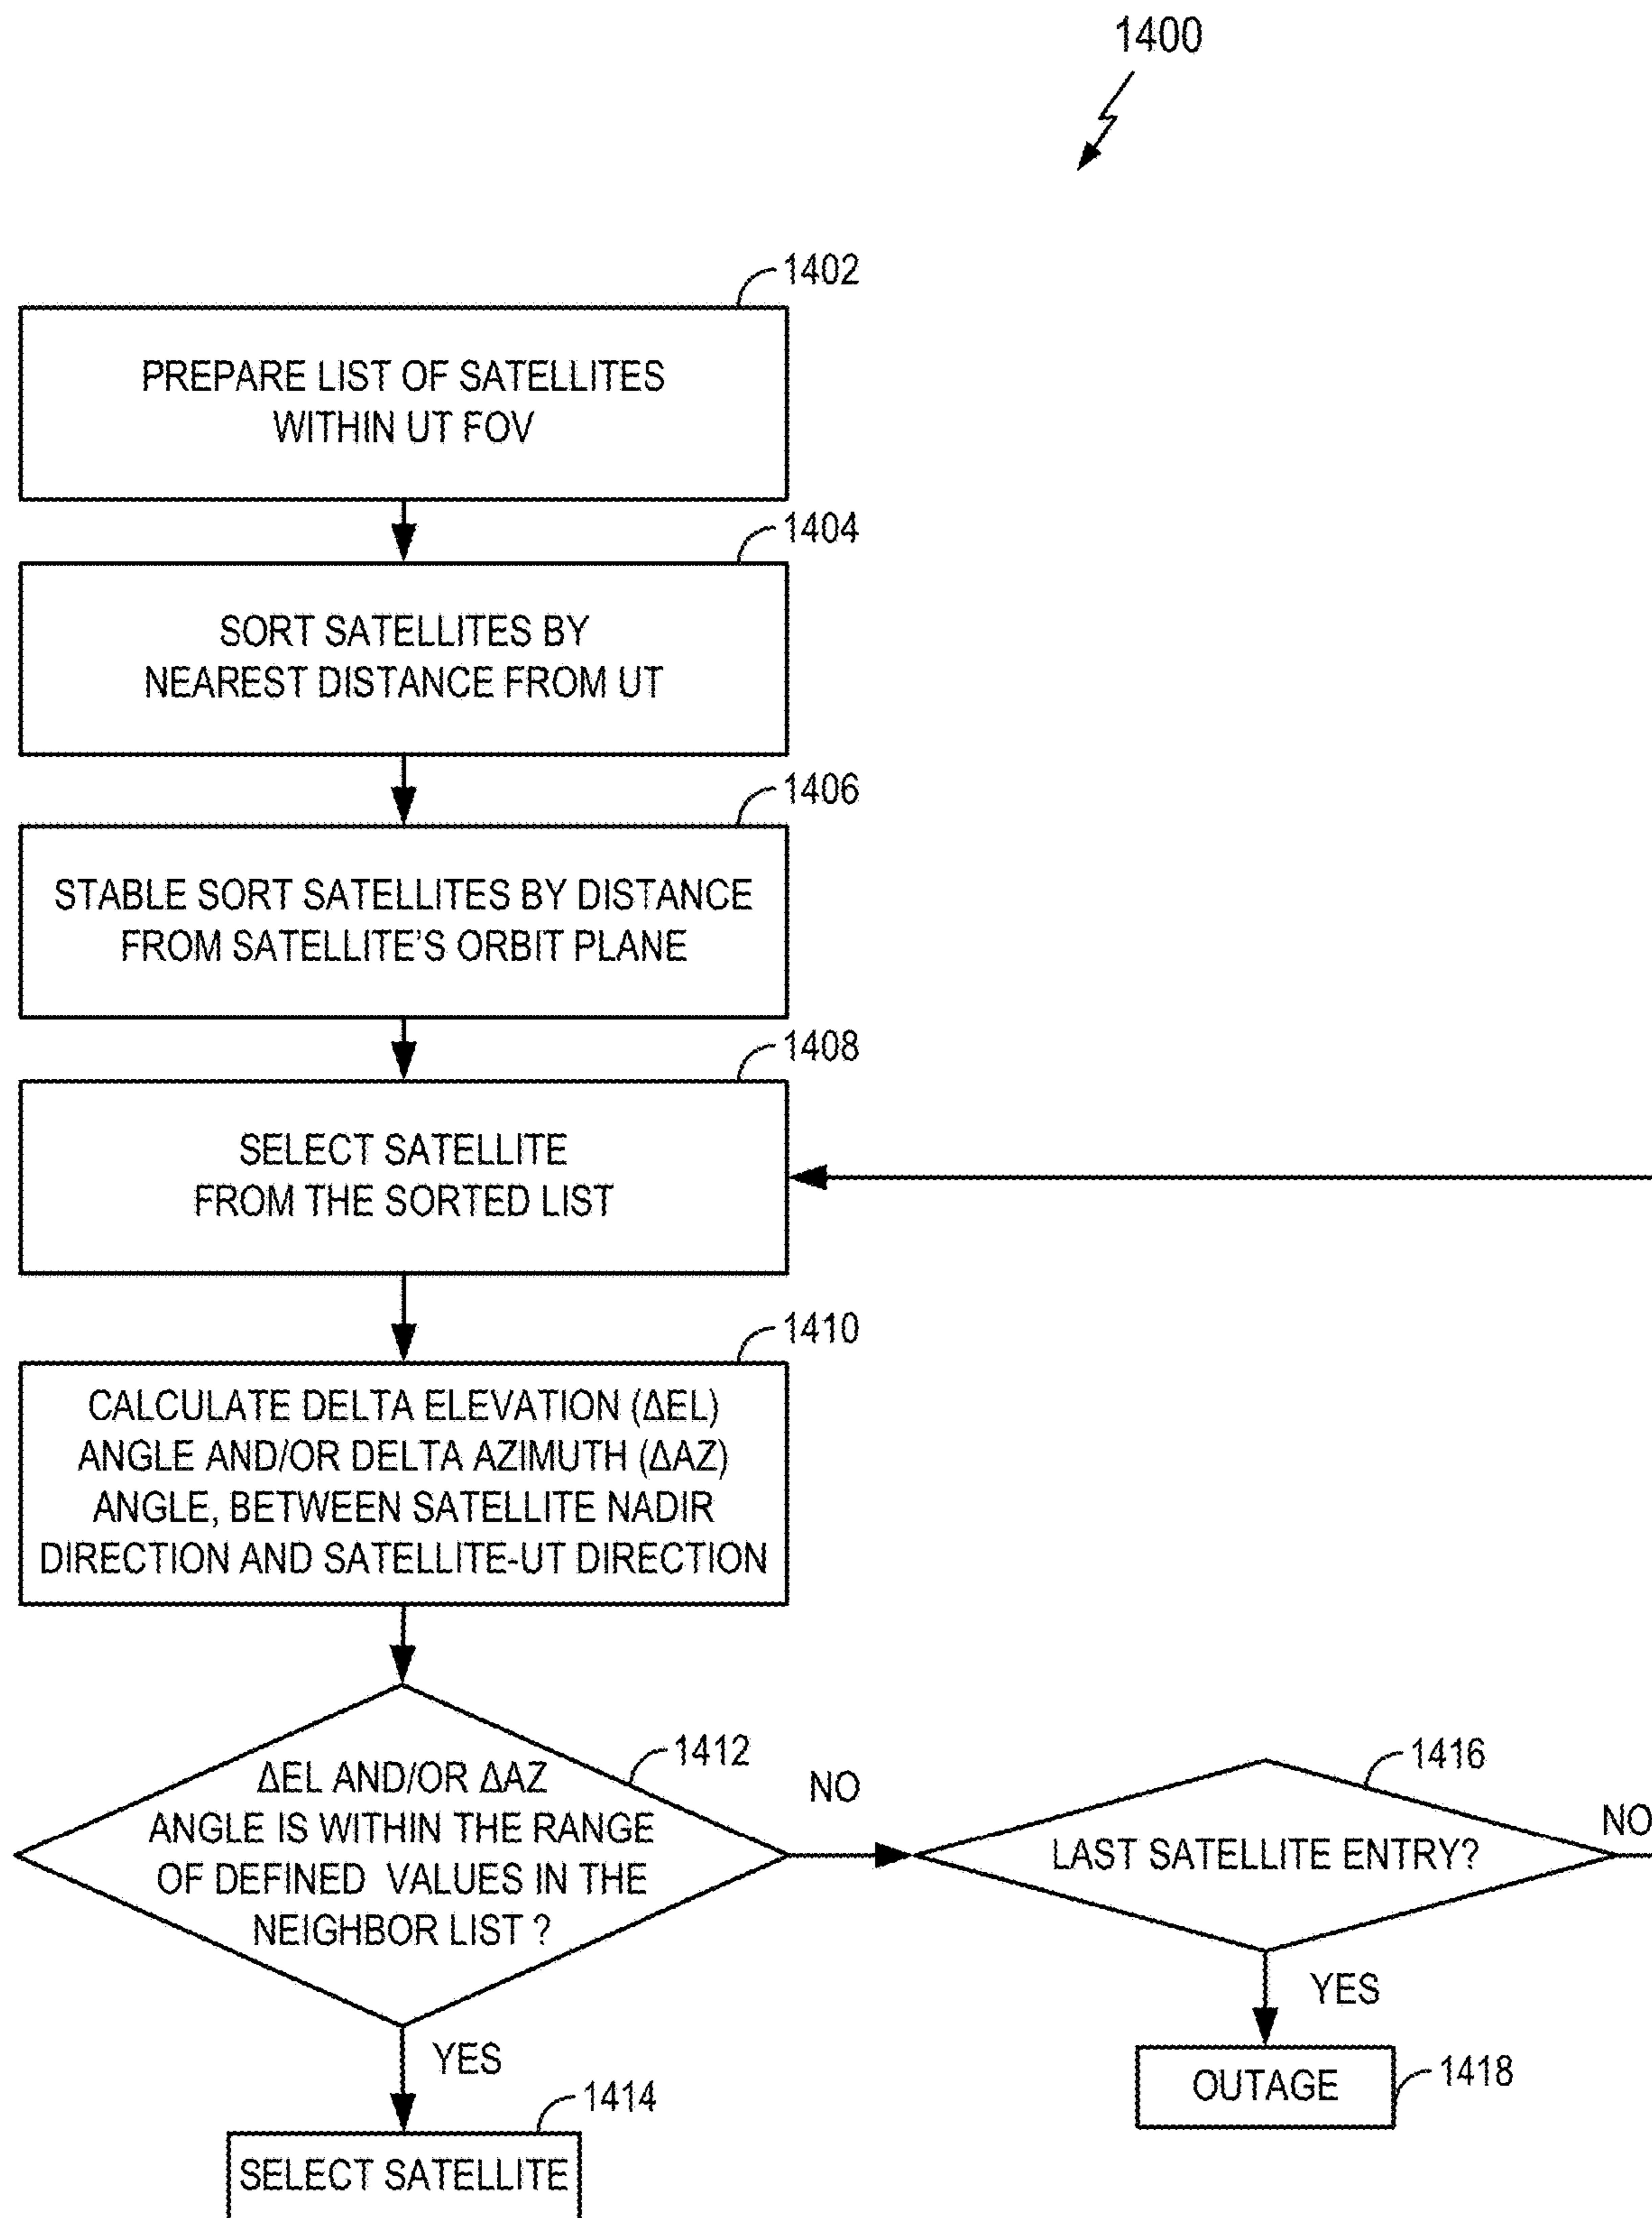 1400
1402
PREPARE LIST OF SATELLITES
WITHIN UT FOV
1404
SORT SATELLITES BY
NEAREST DISTANCE FROM UT
1406
STABLE SORT SATELLITES BY DISTANCE
FROM SATELLITE'S ORBIT PLANE
1408
SELECT SATELLITE
FROM THE SORTED LIST
1410
CALCULATE DELTA ELEVATION (ΔEL)
ANGLE AND/OR DELTA AZIMUTH (ΔAZ)
ANGLE, BETWEEN SATELLITE NADIR
DIRECTION AND SATELLITE-UT DIRECTION
1412
ΔEL AND/OR ΔAZ
ANGLE IS WITHIN THE RANGE
OF DEFINED VALUES IN THE
NEIGHBOR LIST ?
NO
1416
LAST SATELLITE ENTRY?
NO
YES
1418
OUTAGE
YES
1414
SELECT SATELLITE